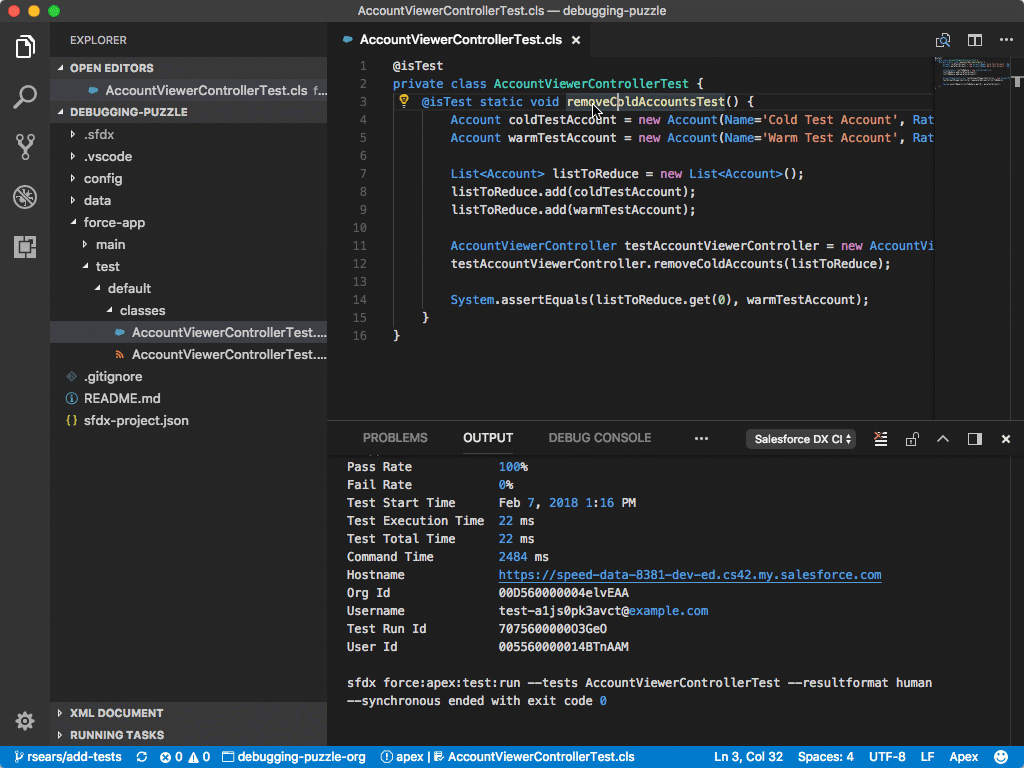 AccountViewerControllerTest.cls — debugging-puzzle
EXPLORER
OPEN EDITORS
AccountViewerControllerTest.cls f...
DEBUGGING-PUZZLE
.sfdx
.vscode
config
data
force-app
main
test
default
classes
AccountViewerControllerTest....
AccountViewerControllerTest....
.gitignore
README.md
{} sfdx-project.json
XML DOCUMENT
RUNNING TASKS
AccountViewerControllerTest.cls ×
1 @isTest
2 private class AccountViewerControllerTest {
3 @isTest static void removeColdAccountsTest() {
4 Account coldTestAccount = new Account(Name='Cold Test Account', Rat
5 Account warmTestAccount = new Account(Name='Warm Test Account', Rat
6
7 List<Account> listToReduce = new List<Account>();
8 listToReduce.add(coldTestAccount);
9 listToReduce.add(warmTestAccount);
10
11 AccountViewerController testAccountViewerController = new AccountVi
12 testAccountViewerController.removeColdAccounts(listToReduce);
13
14 System.assertEquals(listToReduce.get(0), warmTestAccount);
15 }
16 }
PROBLEMS OUTPUT DEBUG CONSOLE ... Salesforce DX CI
Pass Rate 100%
Fail Rate 0%
Test Start Time Feb 7, 2018 1:16 PM
Test Execution Time 22 ms
Test Total Time 22 ms
Command Time 2484 ms
Hostname https://speed-data-8381-dev-ed.cs42.my.salesforce.com
Org Id 00D560000004elvEAA
Username test-a1js0pk3avct@example.com
Test Run Id 7075600000O3GeO
User Id 005560000014BTnAAM
sfdx force:apex:test:run --tests AccountViewerControllerTest --resultformat human
--synchronous ended with exit code 0
rsears/add-tests 0 0 debugging-puzzle-org apex | AccountViewerControllerTest.cls Ln 3, Col 32 Spaces: 4 UTF-8 LF Apex